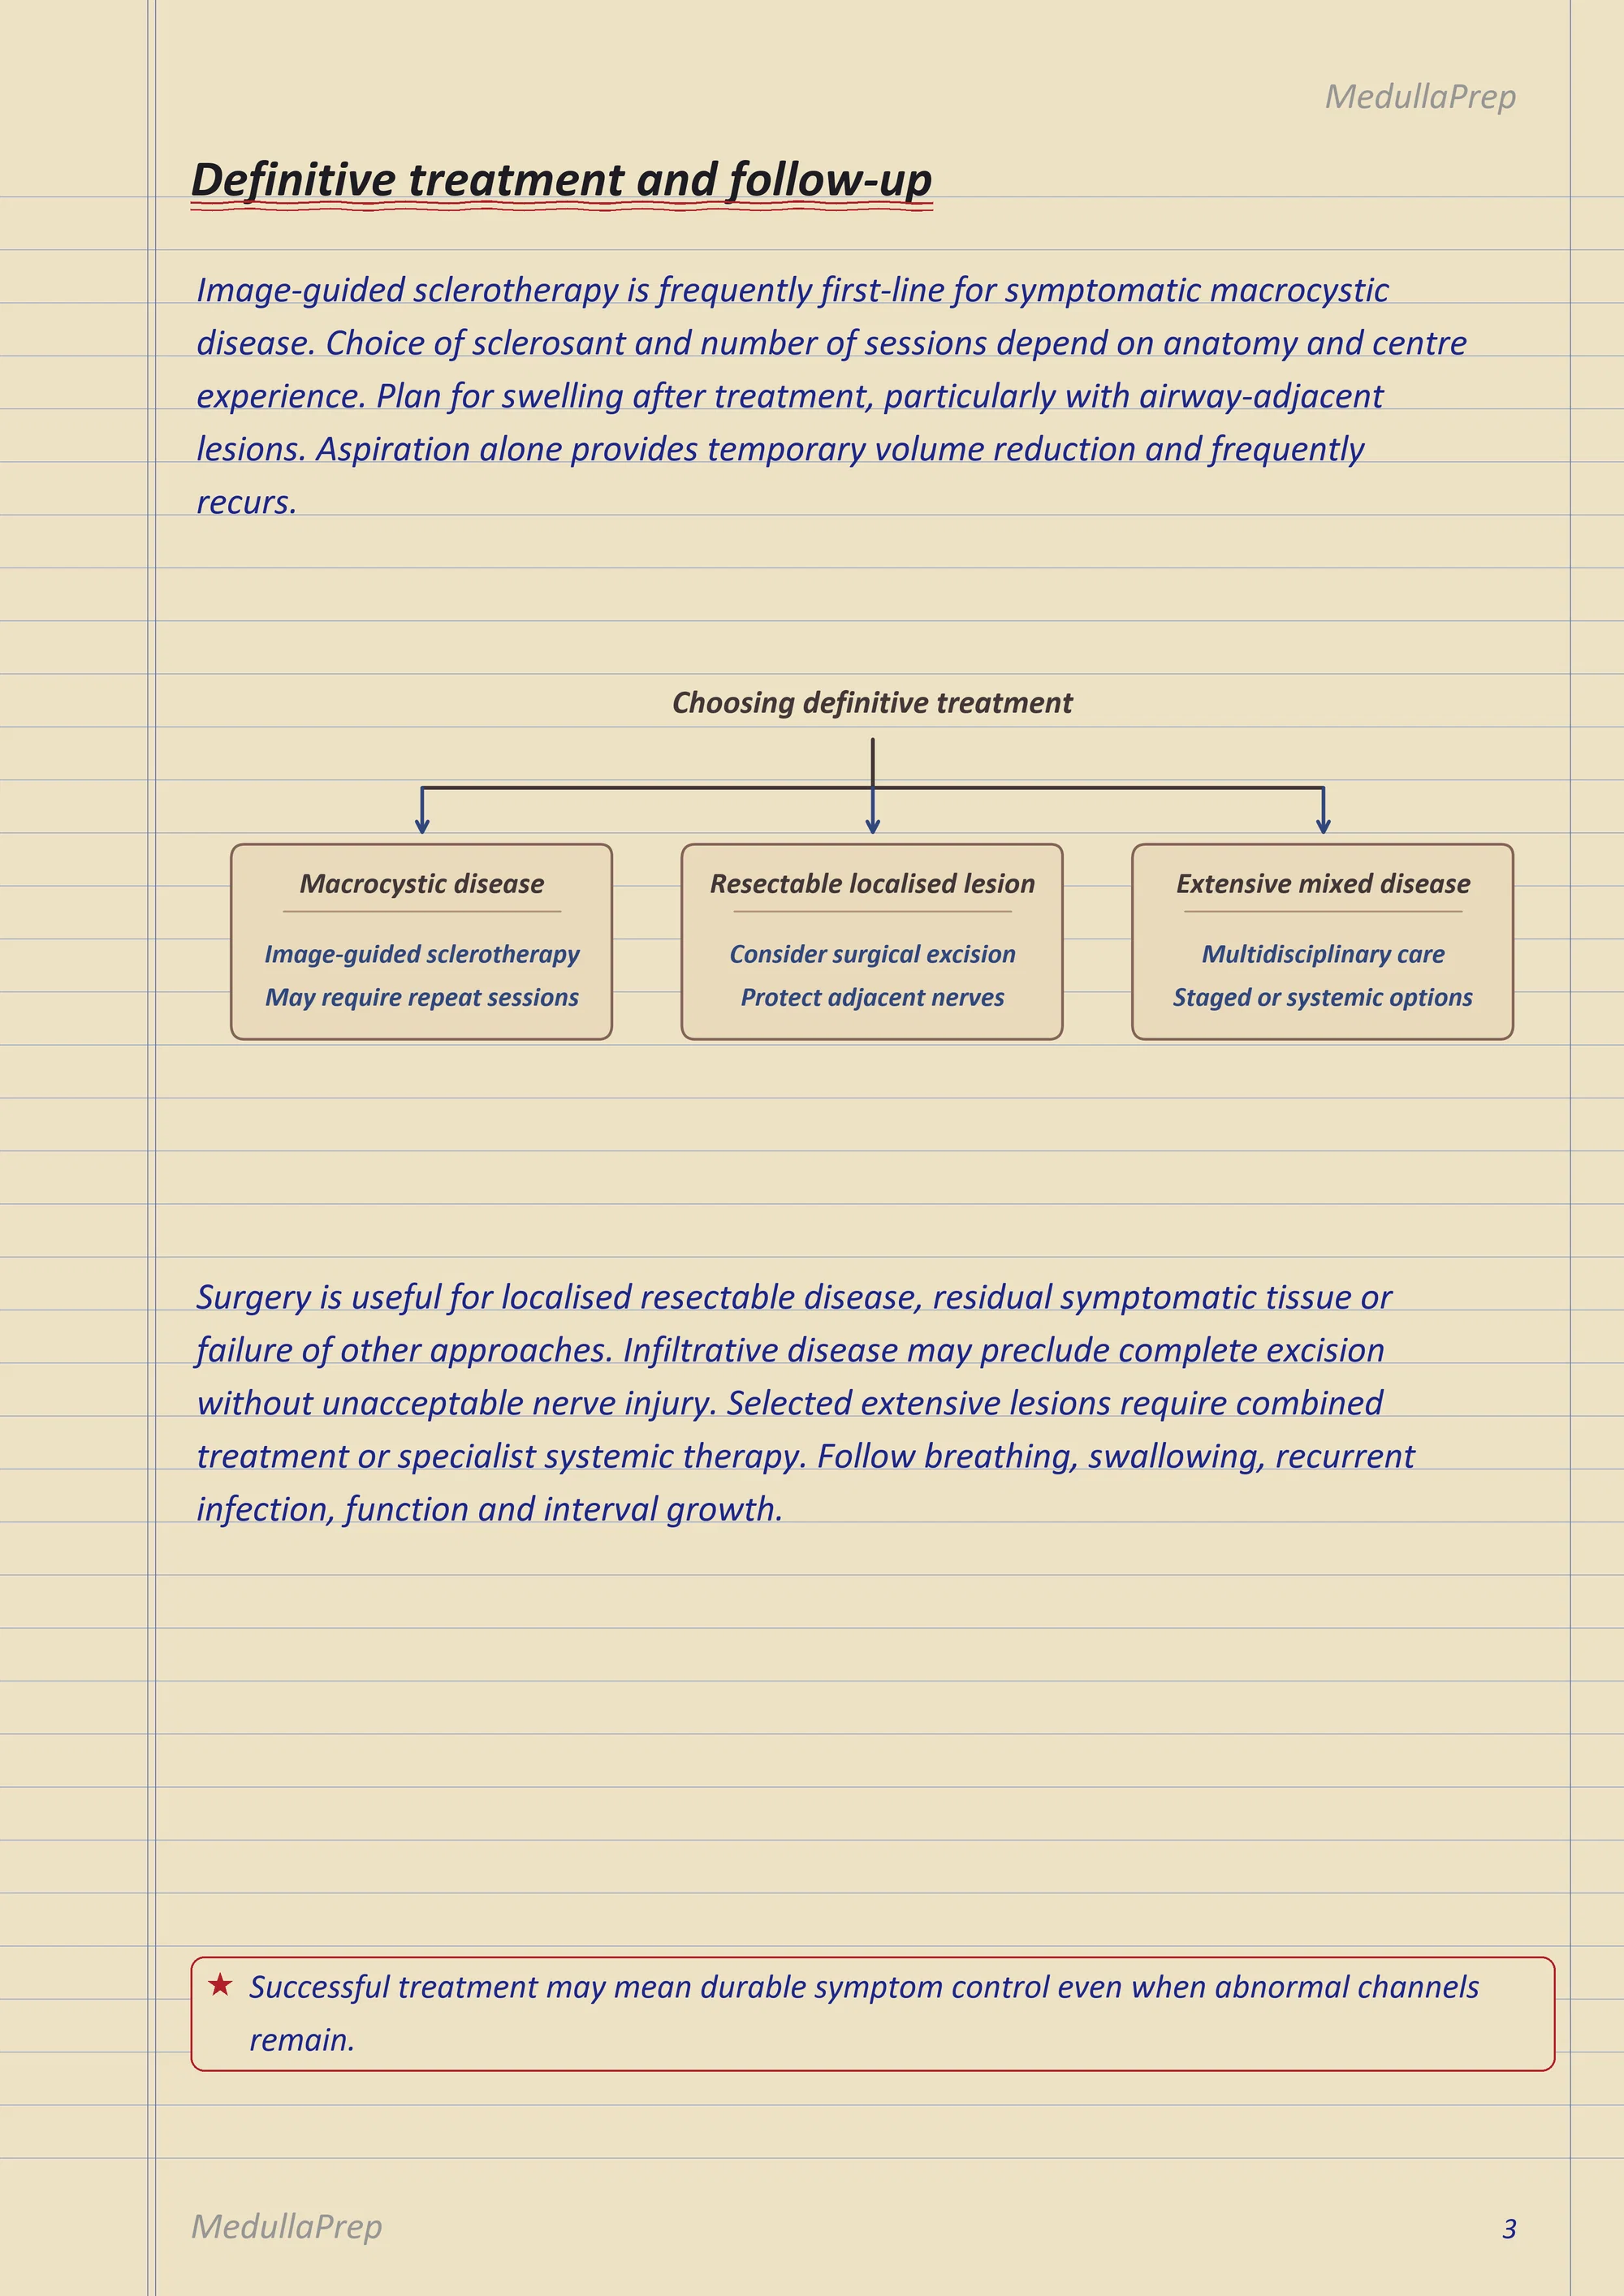 MedullaPrep
Definitive treatment and follow-up
Image-guided sclerotherapy is frequently first-line for symptomatic macrocystic
disease. Choice of sclerosant and number of sessions depend on anatomy and centre
experience. Plan for swelling after treatment, particularly with airway-adjacent
lesions. Aspiration alone provides temporary volume reduction and frequently
recurs.
Choosing definitive treatment
Macrocystic disease
Image-guided sclerotherapy
May require repeat sessions
Resectable localised lesion
Consider surgical excision
Protect adjacent nerves
Extensive mixed disease
Multidisciplinary care
Staged or systemic options
Surgery is useful for localised resectable disease, residual symptomatic tissue or
failure of other approaches. Infiltrative disease may preclude complete excision
without unacceptable nerve injury. Selected extensive lesions require combined
treatment or specialist systemic therapy. Follow breathing, swallowing, recurrent
infection, function and interval growth.
★ Successful treatment may mean durable symptom control even when abnormal channels
remain.
MedullaPrep
3